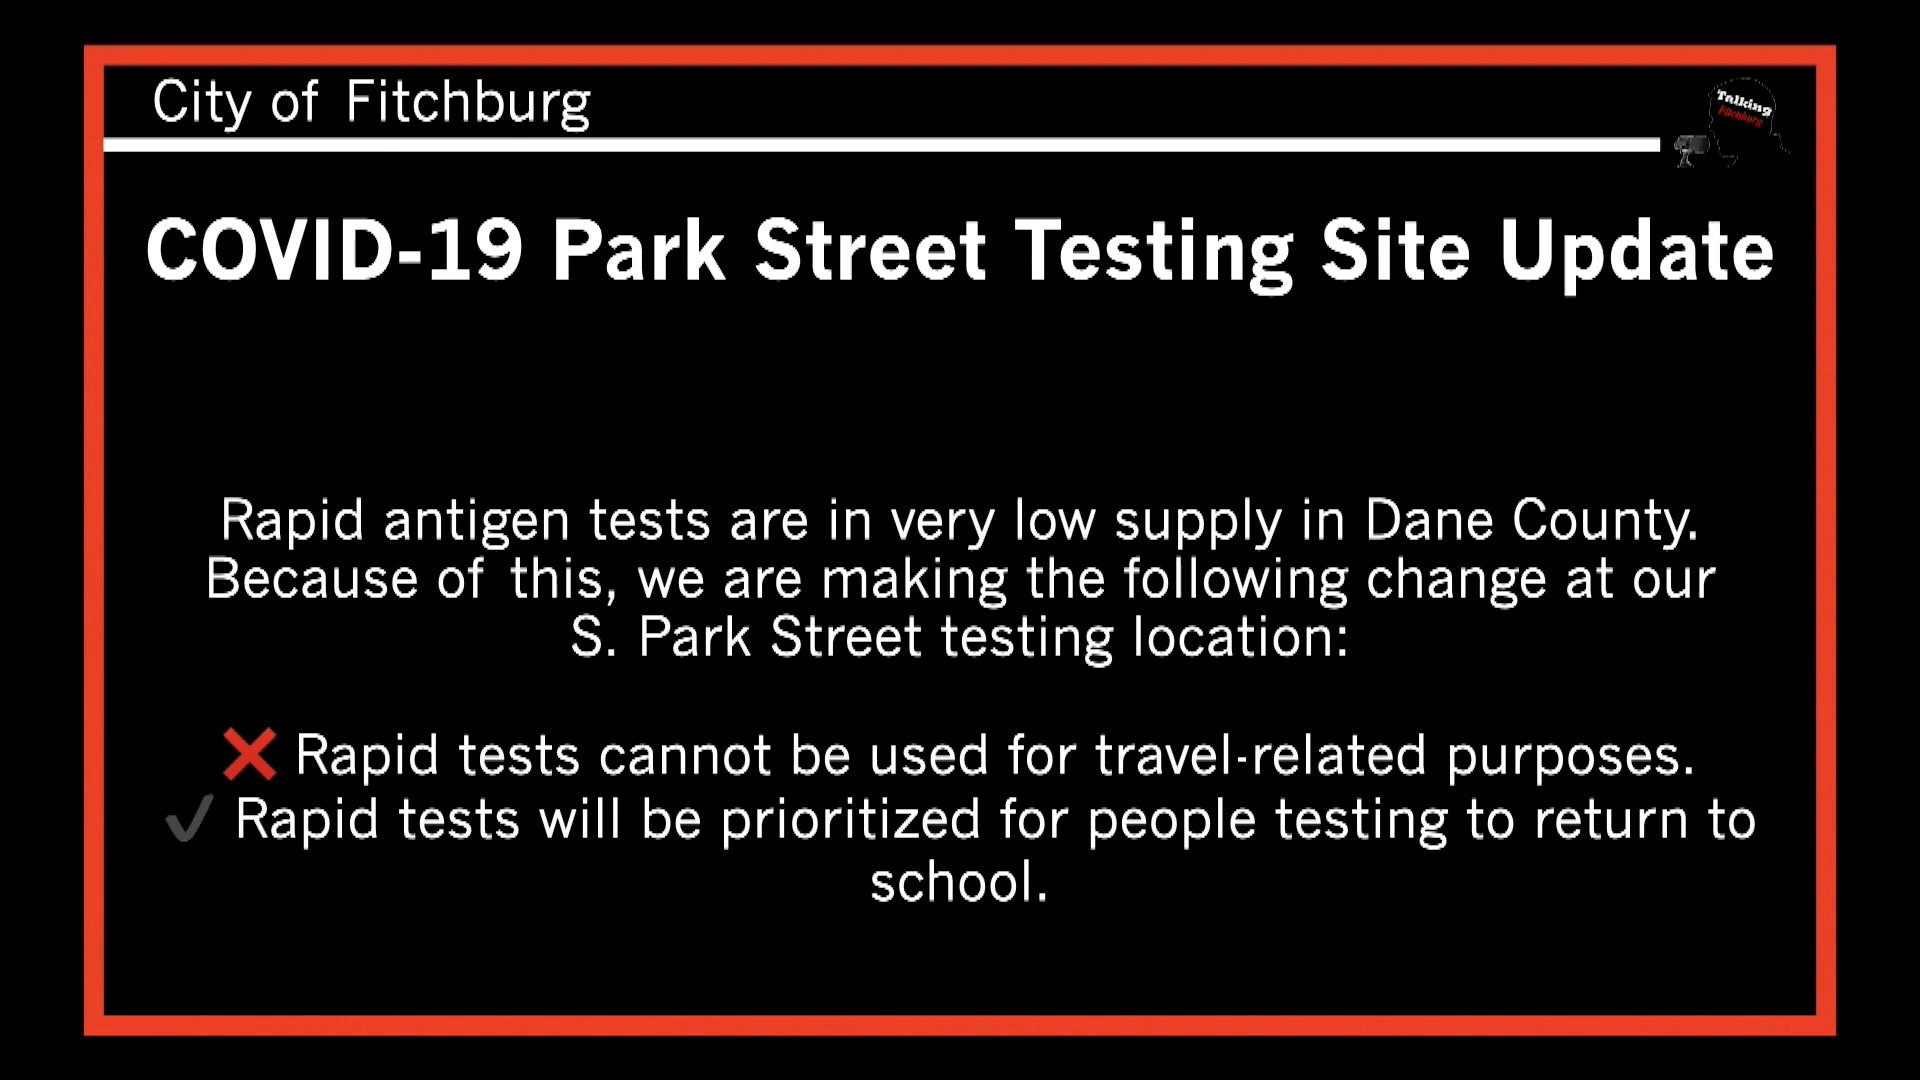 City of Fitchburg
Talking
Fitchburg
COVID-19 Park Street Testing Site Update
Rapid antigen tests are in very low supply in Dane County.
Because of this, we are making the following change at our
S. Park Street testing location:
❌ Rapid tests cannot be used for travel-related purposes.
✔ Rapid tests will be prioritized for people testing to return to
school.